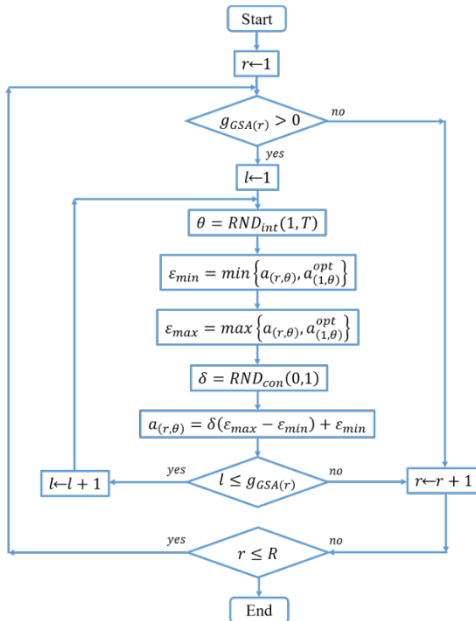 Start
r←1
g_{GSA(r)} > 0
no
yes
l←1
θ = RND_{int}(1,T)
ε_{min} = min{a_{(r,θ)}, a_{(1,θ)}^{opt}}
ε_{max} = max{a_{(r,θ)}, a_{(1,θ)}^{opt}}
δ = RND_{con}(0,1)
a_{(r,θ)} = δ(ε_{max} − ε_{min}) + ε_{min}
l←l + 1
yes
l ≤ g_{GSA(r)}
no
r←r + 1
yes
r ≤ R
no
End